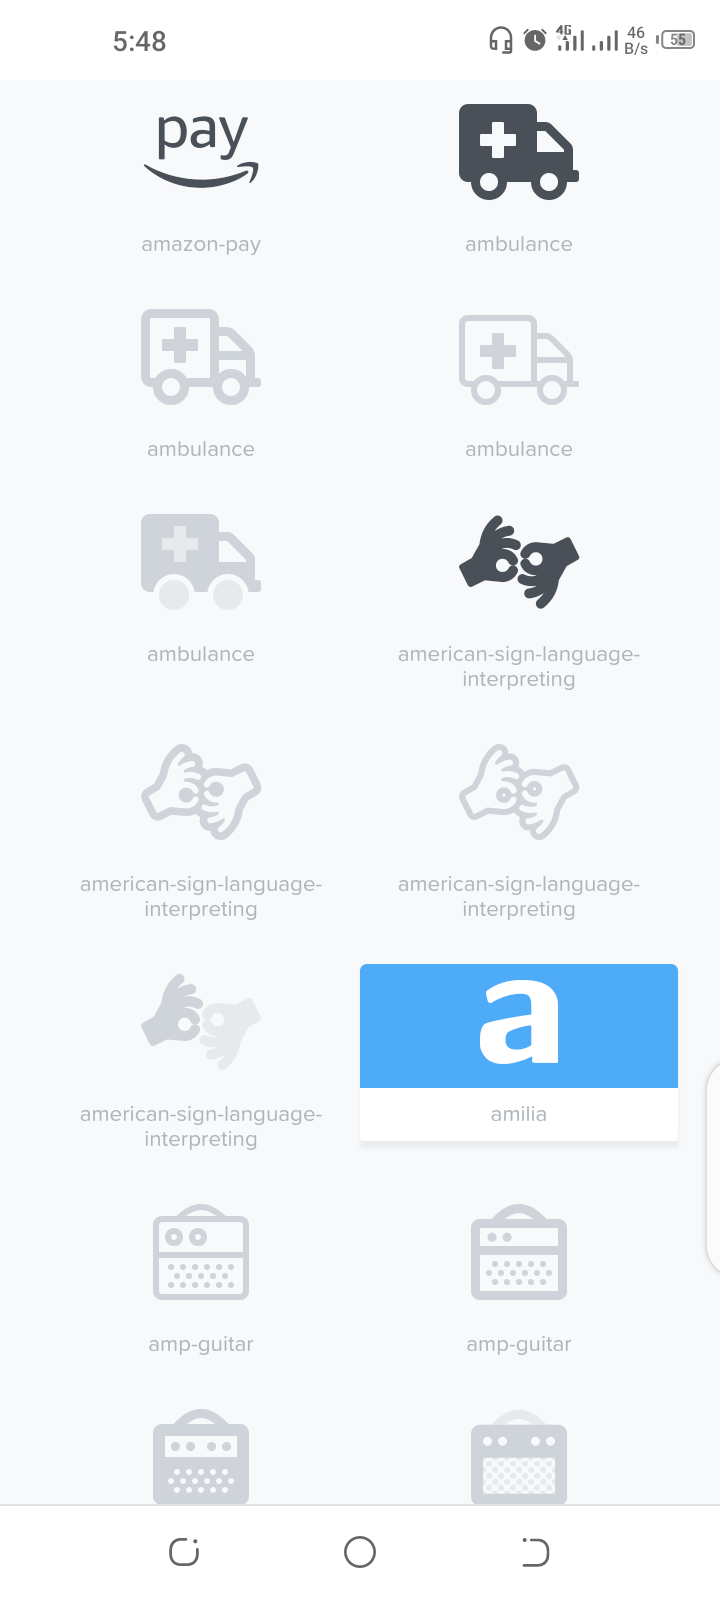 5:48
4G
46
B/s
55
pay
amazon-pay
ambulance
ambulance
ambulance
ambulance
american-sign-language-
interpreting
american-sign-language-
interpreting
american-sign-language-
interpreting
american-sign-language-
interpreting
a
amilia
amp-guitar
amp-guitar